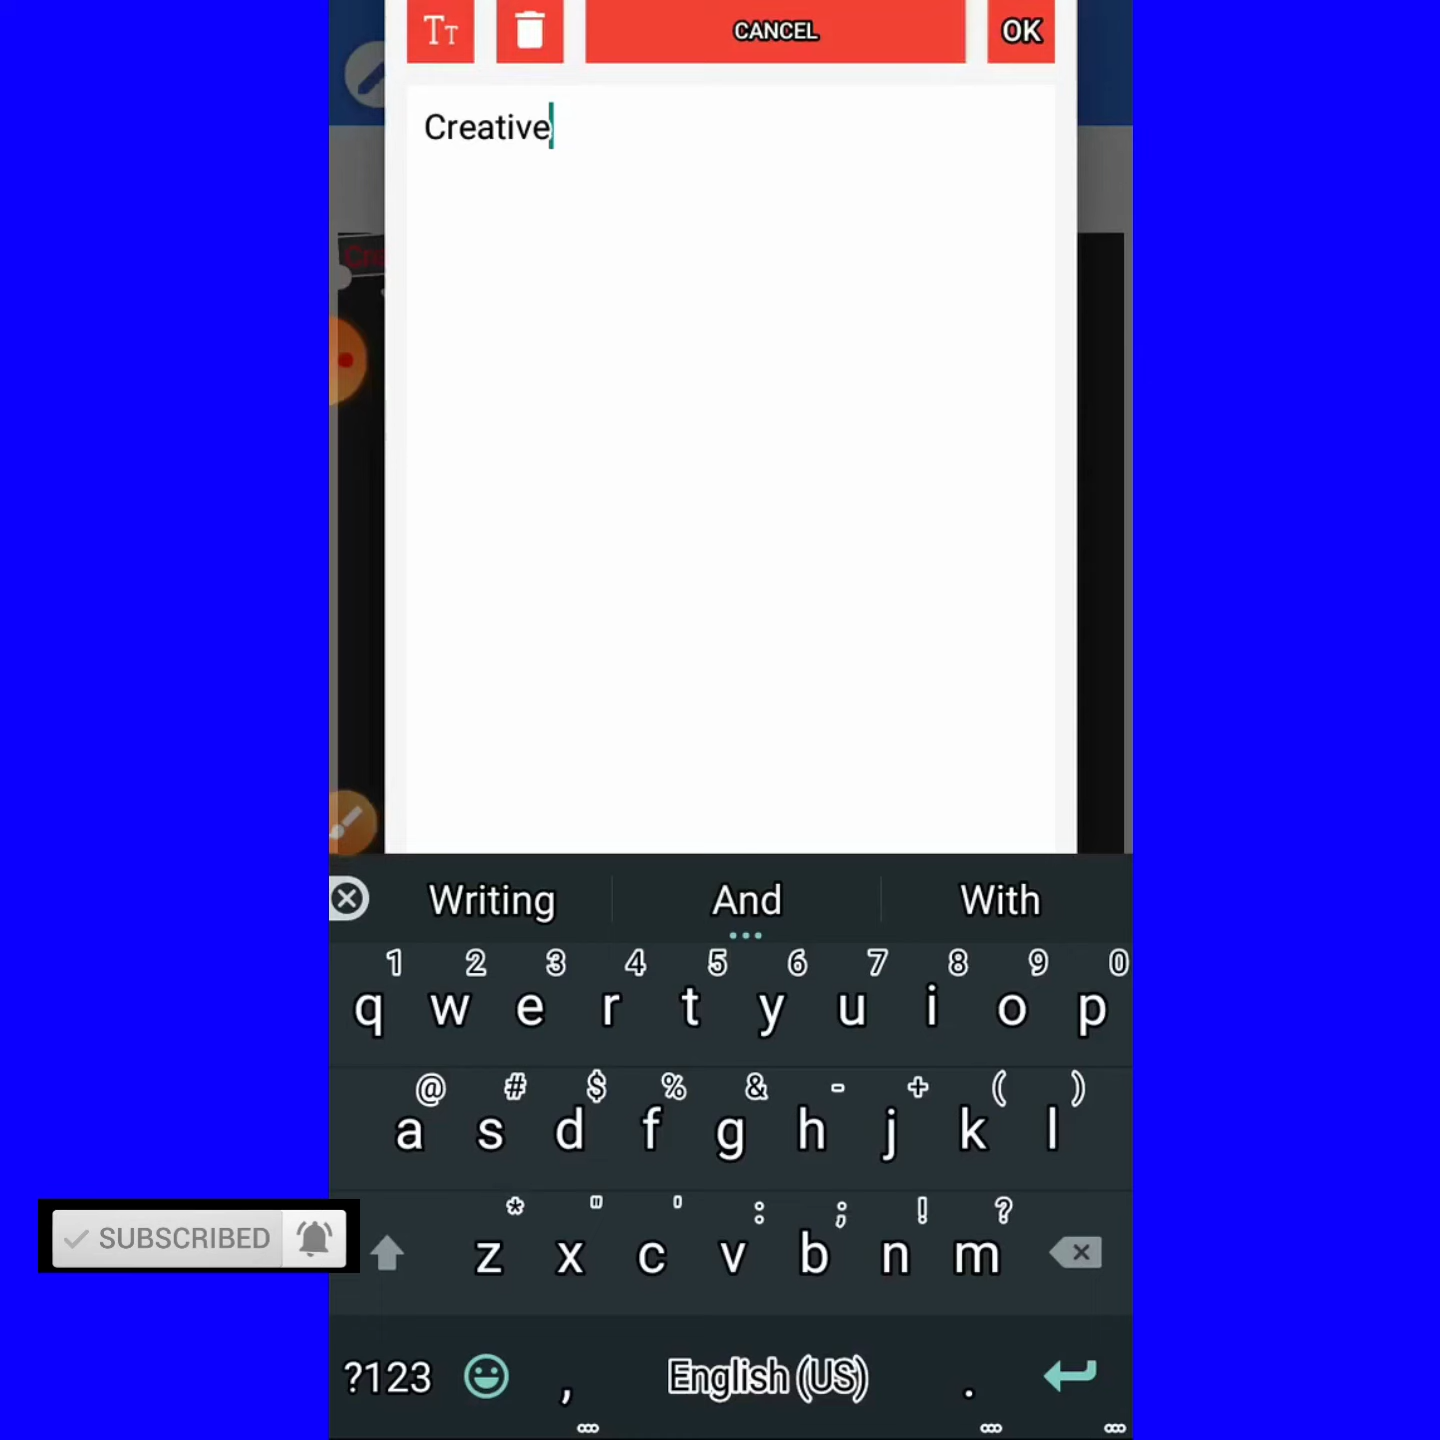 TT CANCEL OK
Creative
Writing And With
1 2 3 4 5 6 7 8 9 0
q w e r t y u i o p
@ # $ % & - + ( )
a s d f g h j k l
* " ' : ; ! ?
SUBSCRIBED
z x c v b n m
?123 , English (US) .